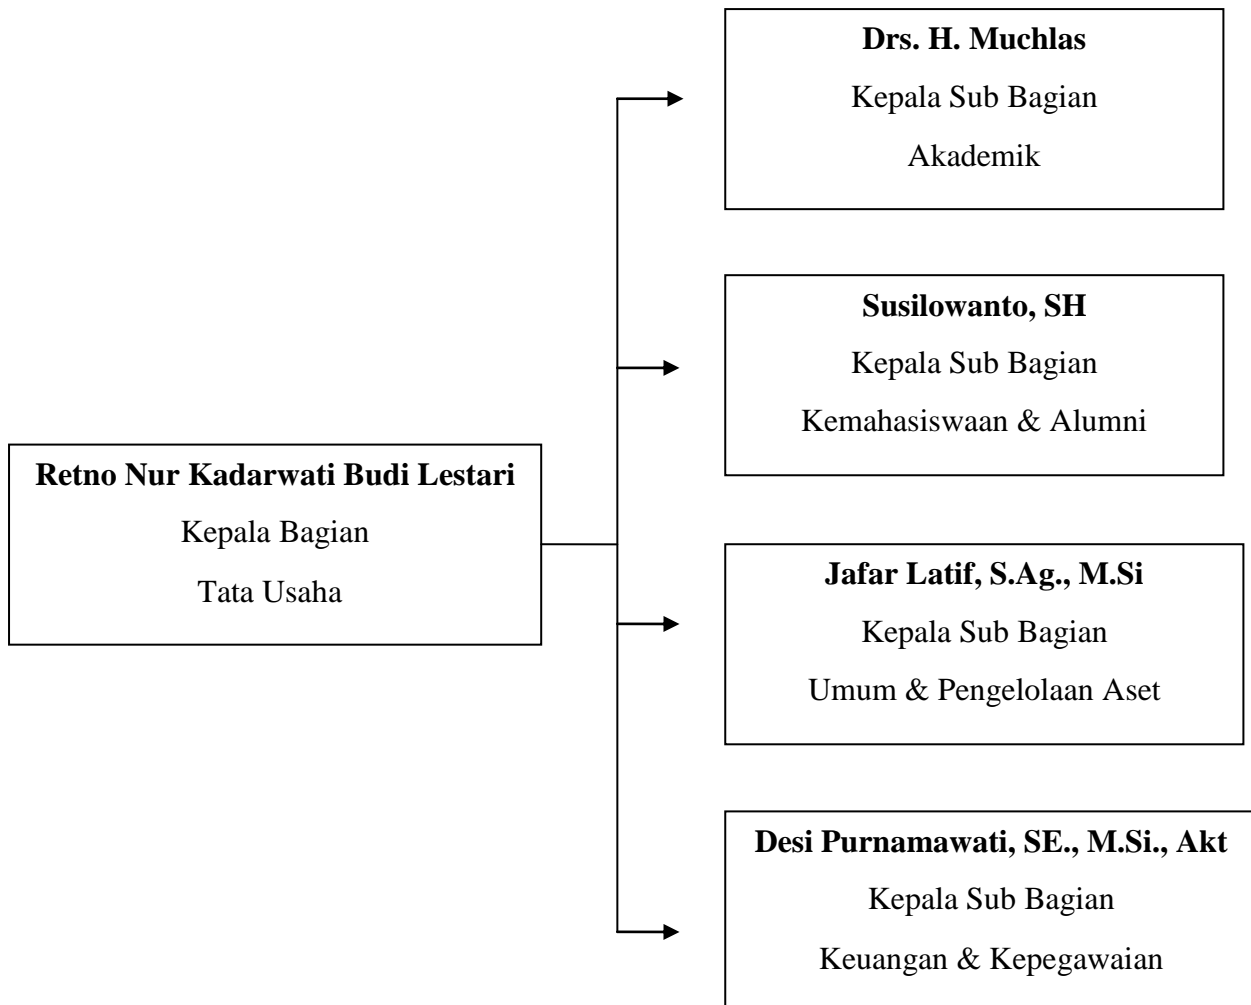 Drs. H. Muchlas
Kepala Sub Bagian
Akademik
Susilowanto, SH
Kepala Sub Bagian
Kemahasiswaan & Alumni
Retno Nur Kadarwati Budi Lestari
Kepala Bagian
Tata Usaha
Jafar Latif, S.Ag., M.Si
Kepala Sub Bagian
Umum & Pengelolaan Aset
Desi Purnamawati, SE., M.Si., Akt
Kepala Sub Bagian
Keuangan & Kepegawaian